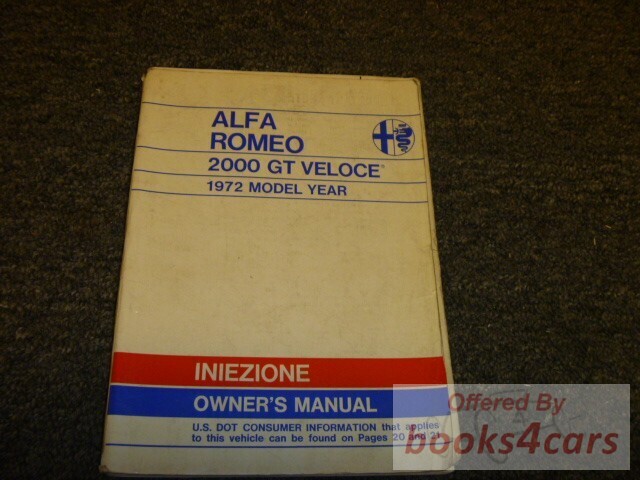 ALFA
ROMEO
2000 GT VELOCE
1972 MODEL YEAR
INIEZIONE
OWNER'S MANUAL
U.S. DOT CONSUMER INFORMATION that applies
to this vehicle can be found on Pages 20 and 21
Offered By
books4cars